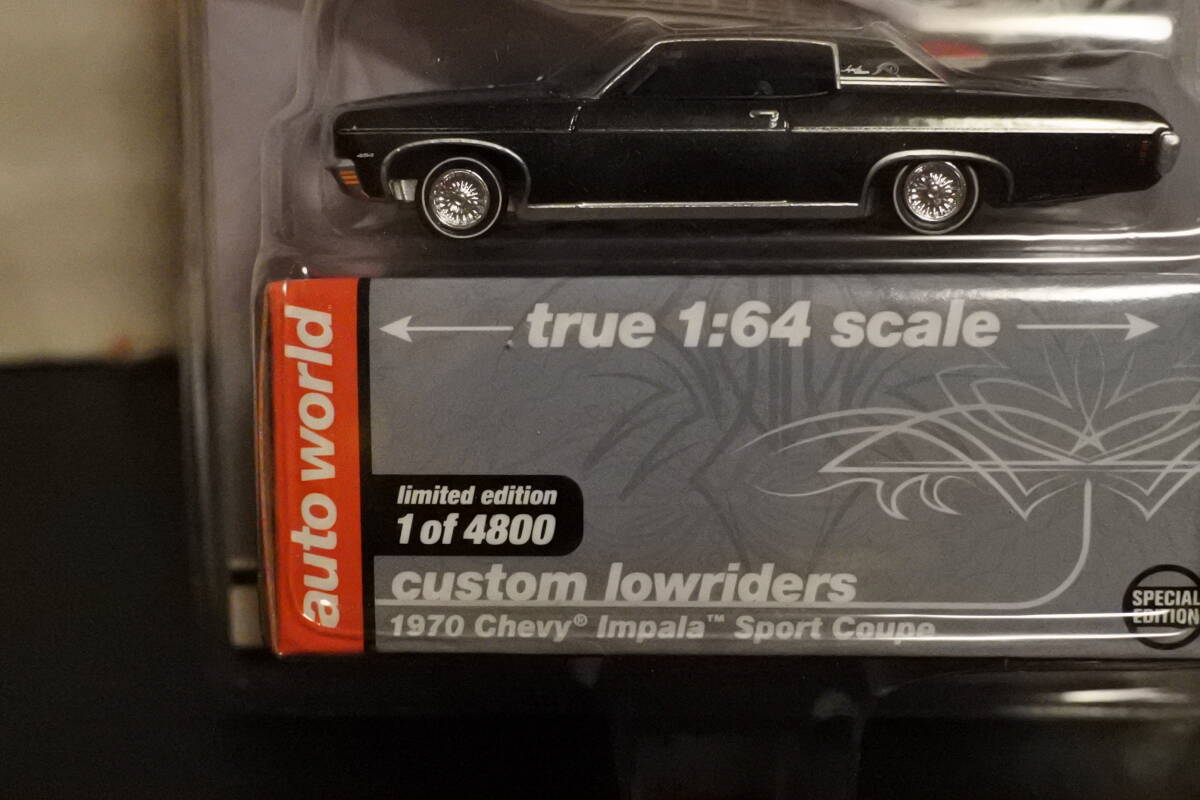 454
true 1:64 scale
auto world
limited edition
1 of 4800
custom lowriders
1970 Chevy® Impala™ Sport Coupe
SPECIAL
EDITION